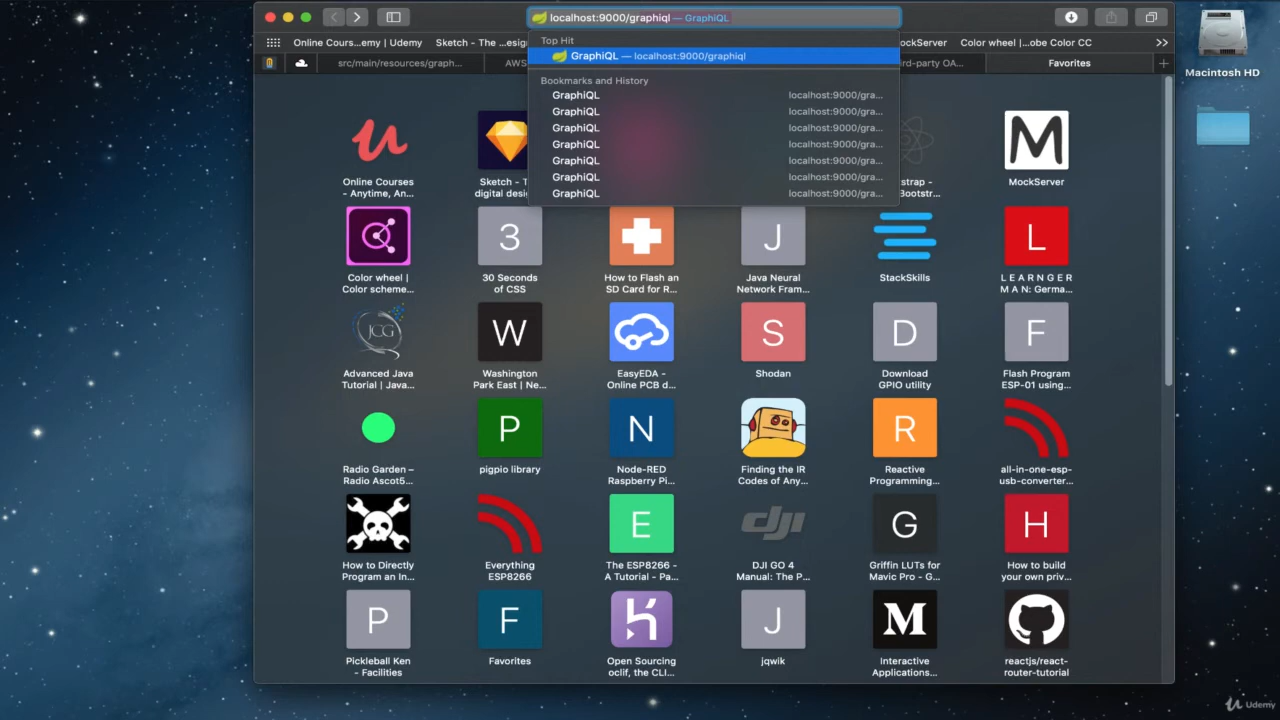 localhost:9000/graphiql — GraphiQL
Top Hit
GraphiQL — localhost:9000/graphiql
Bookmarks and History
GraphiQL localhost:9000/gra...
GraphiQL localhost:9000/gra...
GraphiQL localhost:9000/gra...
GraphiQL localhost:9000/gra...
GraphiQL localhost:9000/gra...
GraphiQL localhost:9000/gra...
GraphiQL localhost:9000/gra...
Online Cours...emy | Udemy
Sketch - The ...esig
ockServer
Color wheel |...obe Color CC
src/main/resources/graph...
AWS
ird-party OA...
Favorites
Macintosh HD
Online Courses
- Anytime, An...
Sketch - T
digital desi
strap -
Bootstr...
M
MockServer
Color wheel |
Color scheme...
3
30 Seconds
of CSS
How to Flash an
SD Card for R...
J
Java Neural
Network Fram...
StackSkills
L
L E A R N G E R
M A N: Germa...
JCG
Advanced Java
Tutorial | Java...
W
Washington
Park East | Ne...
EasyEDA -
Online PCB d...
S
Shodan
D
Download
GPIO utility
F
Flash Program
ESP-01 using...
Radio Garden –
Radio Ascot5...
P
pigpio library
N
Node-RED
Raspberry Pi...
Finding the IR
Codes of Any...
R
Reactive
Programming...
all-in-one-esp-
usb-converter...
How to Directly
Program an In...
Everything
ESP8266
E
The ESP8266 -
A Tutorial - Pa...
dji
DJI GO 4
Manual: The P...
G
Griffin LUTs for
Mavic Pro - G...
H
How to build
your own priv...
P
Pickleball Ken
- Facilities
F
Favorites
Open Sourcing
oclif, the CLI...
J
jqwik
M
Interactive
Applications...
reactjs/react-
router-tutorial
Udemy